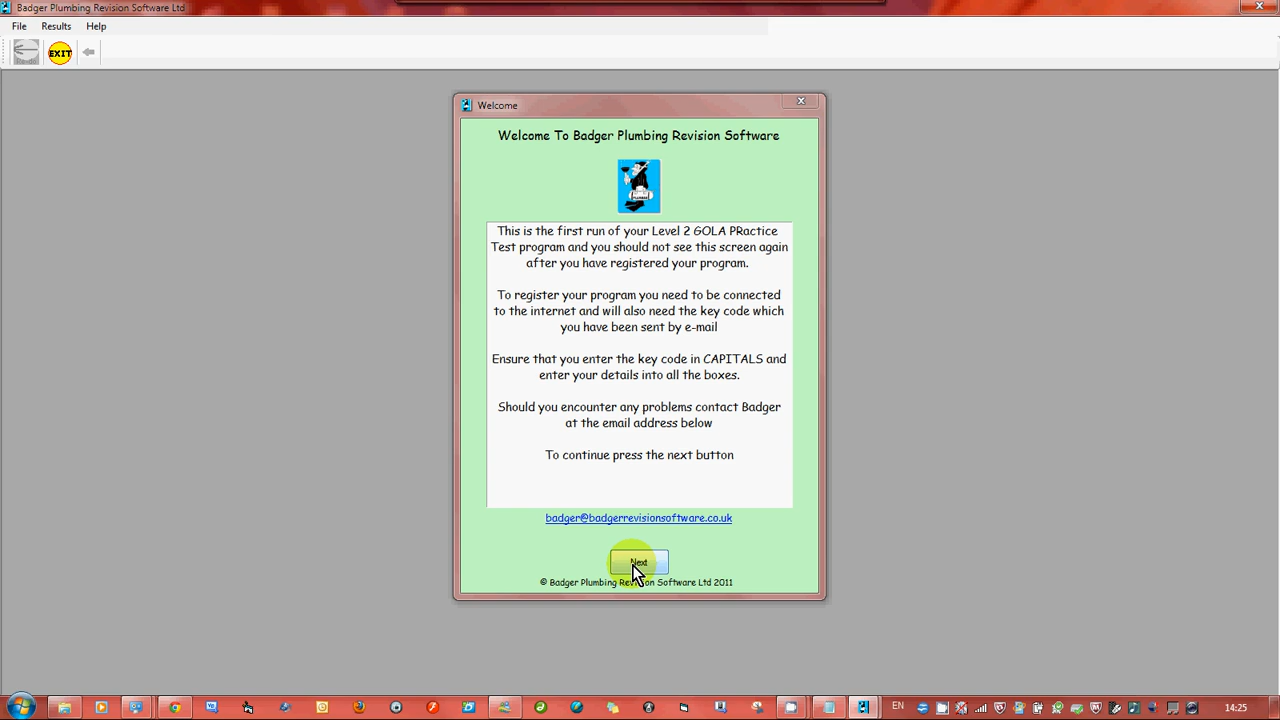 Badger Plumbing Revision Software Ltd
File Results Help
EXIT
Welcome
Welcome To Badger Plumbing Revision Software
PLUMBER
This is the first run of your Level 2 GOLA PRactice
Test program and you should not see this screen again
after you have registered your program.
To register your program you need to be connected
to the internet and will also need the key code which
you have been sent by e-mail
Ensure that you enter the key code in CAPITALS and
enter your details into all the boxes.
Should you encounter any problems contact Badger
at the email address below
To continue press the next button
badger@badgerrevisionsoftware.co.uk
Next
© Badger Plumbing Revision Software Ltd 2011
EN 14:25